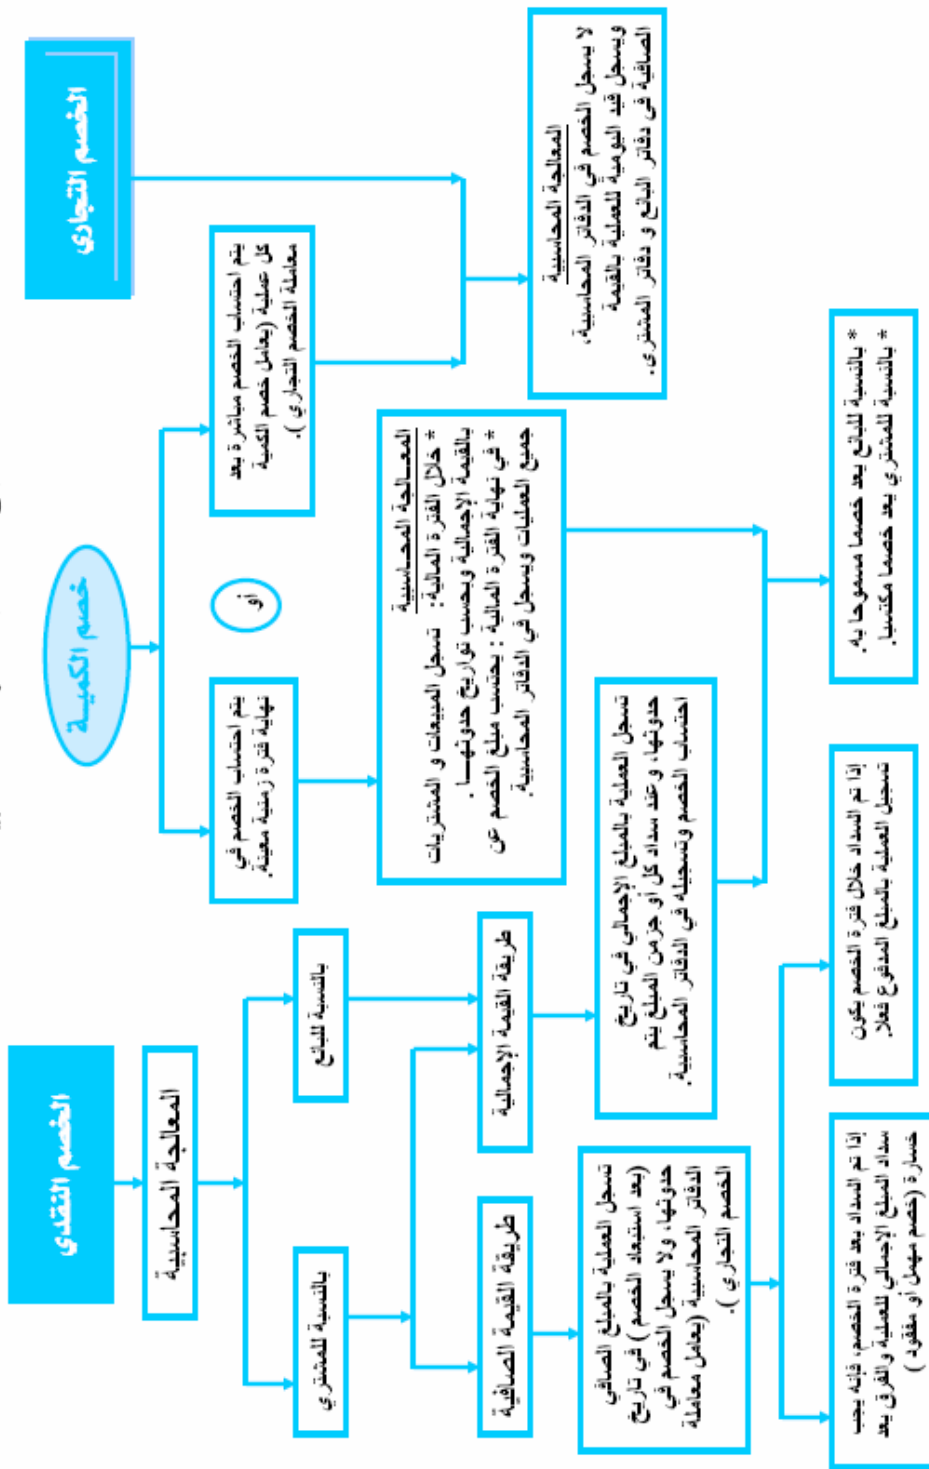 الخصم التجاري
خصم الكمية
الخصم النقدي
يتم احتساب الخصم مباشرة بعد
كل عملية (يعامل خصم الكمية
معاملة الخصم التجاري ).
أو
يتم احتساب الخصم في
نهاية فترة زمنية معينة.
المعالجة المحاسبية
لا يسجل الخصم في الدفاتر المحاسبية،
ويسجل قيد اليومية للعملية بالقيمة
الصافية في دفاتر البائع و دفاتر المشتري.
المعــالجة المحــاسبية
* خلال الفترة المالية: تسجل المبيعات و المشتريات
بالقيمة الإجمالية وبحسب تواريخ حدوثهــا .
* في نهاية الفترة المالية : يحتسب مبلغ الخصم عن
جميع العمليات ويسجل في الدفاتر المحاسبية.
المعالجة المحاسبية
بالنسبة للبائع
بالنسبة للمشتري
طريقة القيمة الإجمالية
طريقة القيمة الصافية
تسجل العملية بالمبلغ الإجمالي في تاريخ
حدوثها، وعند سداد كل أو جزمن المبلغ يتم
احتساب الخصم وتسجيله في الدفاتر المحاسبية.
تسجل العملية بالمبلغ الصافي
(بعد استبعاد الخصم ) في تاريخ
حدوثها، ولا يسجل الخصم في
الدفاتر المحاسبية (يعامل معاملة
الخصم التجاري ).
* بالنسبة للبائع يعد خصما مسموحا به.
* بالنسبة للمشتري يعد خصما مكتسبا.
إذا تم السداد خلال فترة الخصم يكون
تسجيل العملية بالمبلغ المدفوع فعلا.
إذا تم السداد بعد فترة الخصم، فإنه يجب
سداد المبلغ الإجمالي للعملية والفرق يعد
خسارة (خصم مهمل أو مفقود )